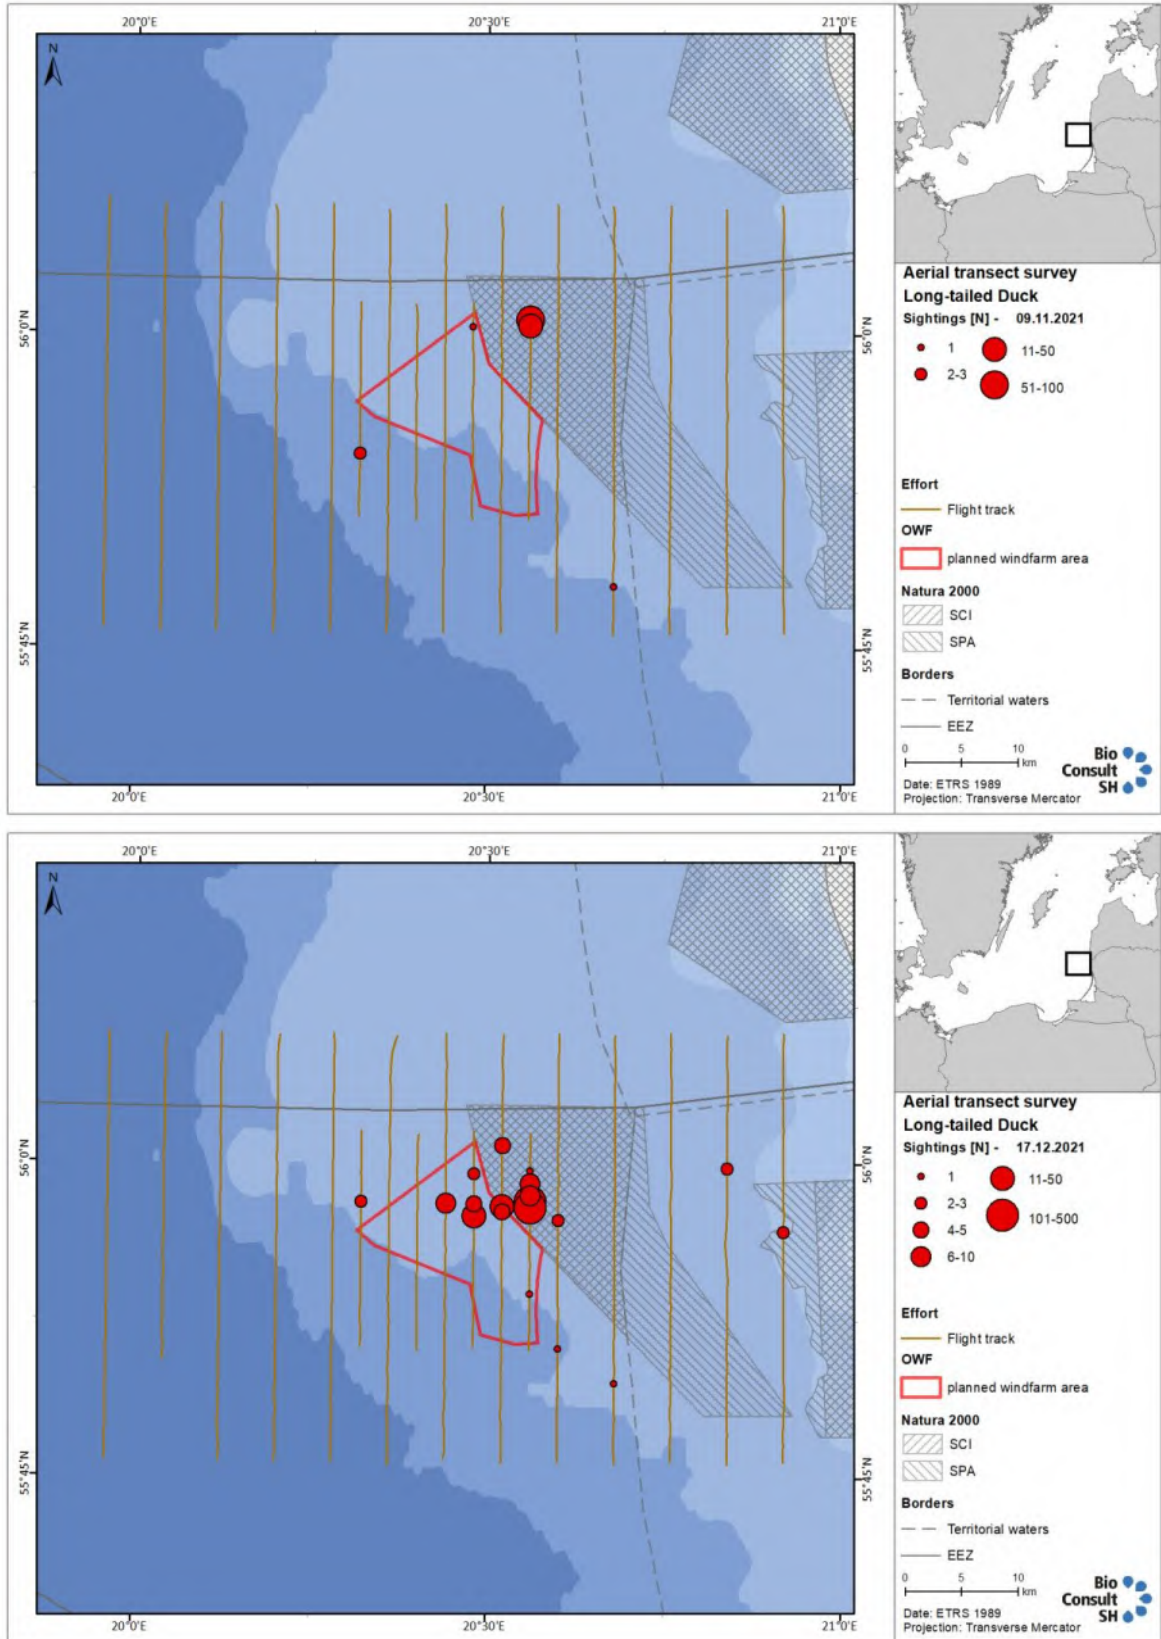 20°0'E 20°30'E 21°0'E
N
56°0'N 56°0'N
55°45'N 55°45'N
20°0'E 20°30'E 21°0'E
Aerial transect survey
Long-tailed Duck
Sightings [N] - 09.11.2021
1 11-50
2-3 51-100
Effort
Flight track
OWF
planned windfarm area
Natura 2000
SCI
SPA
Borders
Territorial waters
EEZ
0 5 10
km
Bio
Consult
SH
Date: ETRS 1989
Projection: Transverse Mercator
20°0'E 20°30'E 21°0'E
N
56°0'N 56°0'N
55°45'N 55°45'N
20°0'E 20°30'E 21°0'E
Aerial transect survey
Long-tailed Duck
Sightings [N] - 17.12.2021
1 11-50
2-3 101-500
4-5
6-10
Effort
Flight track
OWF
planned windfarm area
Natura 2000
SCI
SPA
Borders
Territorial waters
EEZ
0 5 10
km
Bio
Consult
SH
Date: ETRS 1989
Projection: Transverse Mercator